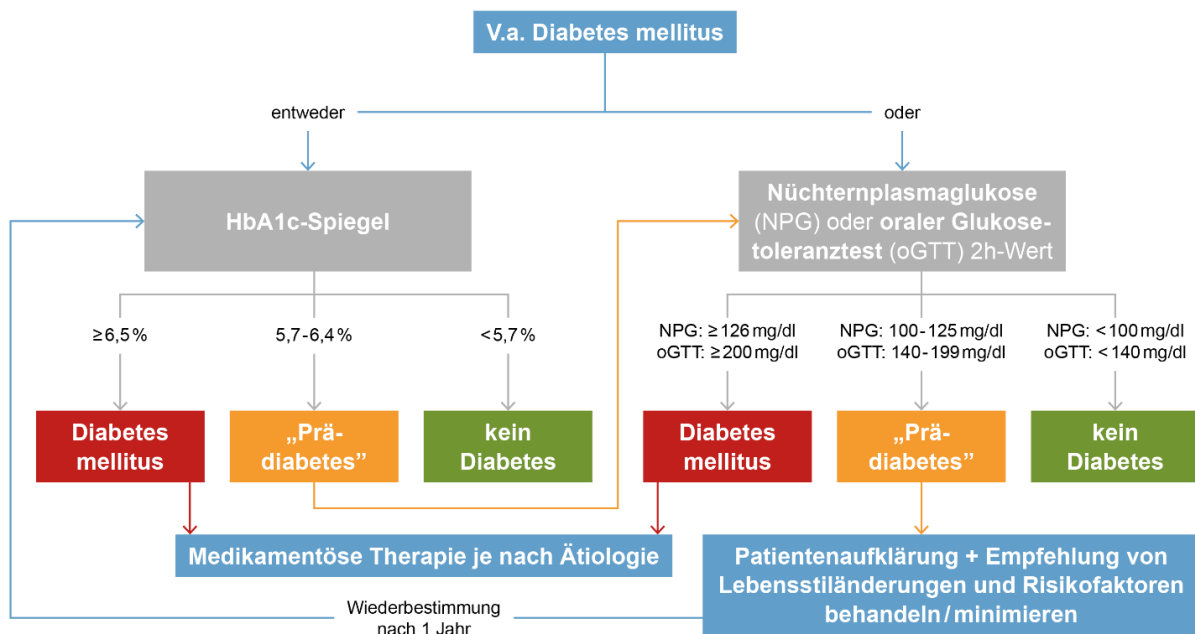 V.a. Diabetes mellitus
entweder
oder
HbA1c-Spiegel
Nüchternplasmaglukose
(NPG) oder oraler Glukose-
toleranztest (oGTT) 2h-Wert
≥6,5 %
5,7-6,4 %
<5,7 %
NPG: ≥126 mg/dl
oGTT: ≥200 mg/dl
NPG: 100-125 mg/dl
oGTT: 140-199 mg/dl
NPG: <100 mg/dl
oGTT: <140 mg/dl
Diabetes
mellitus
„Prä-
diabetes”
kein
Diabetes
Diabetes
mellitus
„Prä-
diabetes”
kein
Diabetes
Medikamentöse Therapie je nach Ätiologie
Patientenaufklärung + Empfehlung von
Lebensstiländerungen und Risikofaktoren
behandeln / minimieren
Wiederbestimmung
nach 1 Jahr